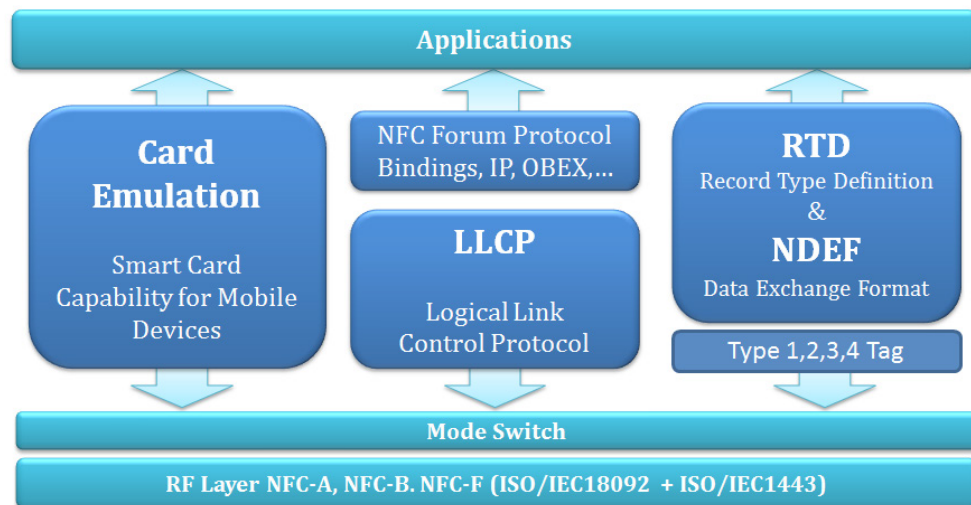 Applications
Card
Emulation
Smart Card
Capability for Mobile
Devices
NFC Forum Protocol
Bindings, IP, OBEX,...
LLCP
Logical Link
Control Protocol
RTD
Record Type Definition
&
NDEF
Data Exchange Format
Type 1,2,3,4 Tag
Mode Switch
RF Layer NFC-A, NFC-B. NFC-F (ISO/IEC18092 + ISO/IEC1443)